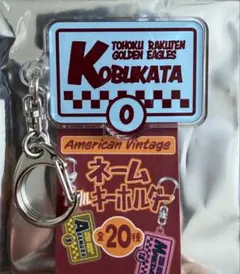 TOHOKU RAKUTEN
GOLDEN EAGLES
KOBUKATA
0
American Vintage
ネーム
キーホルダー
全20種